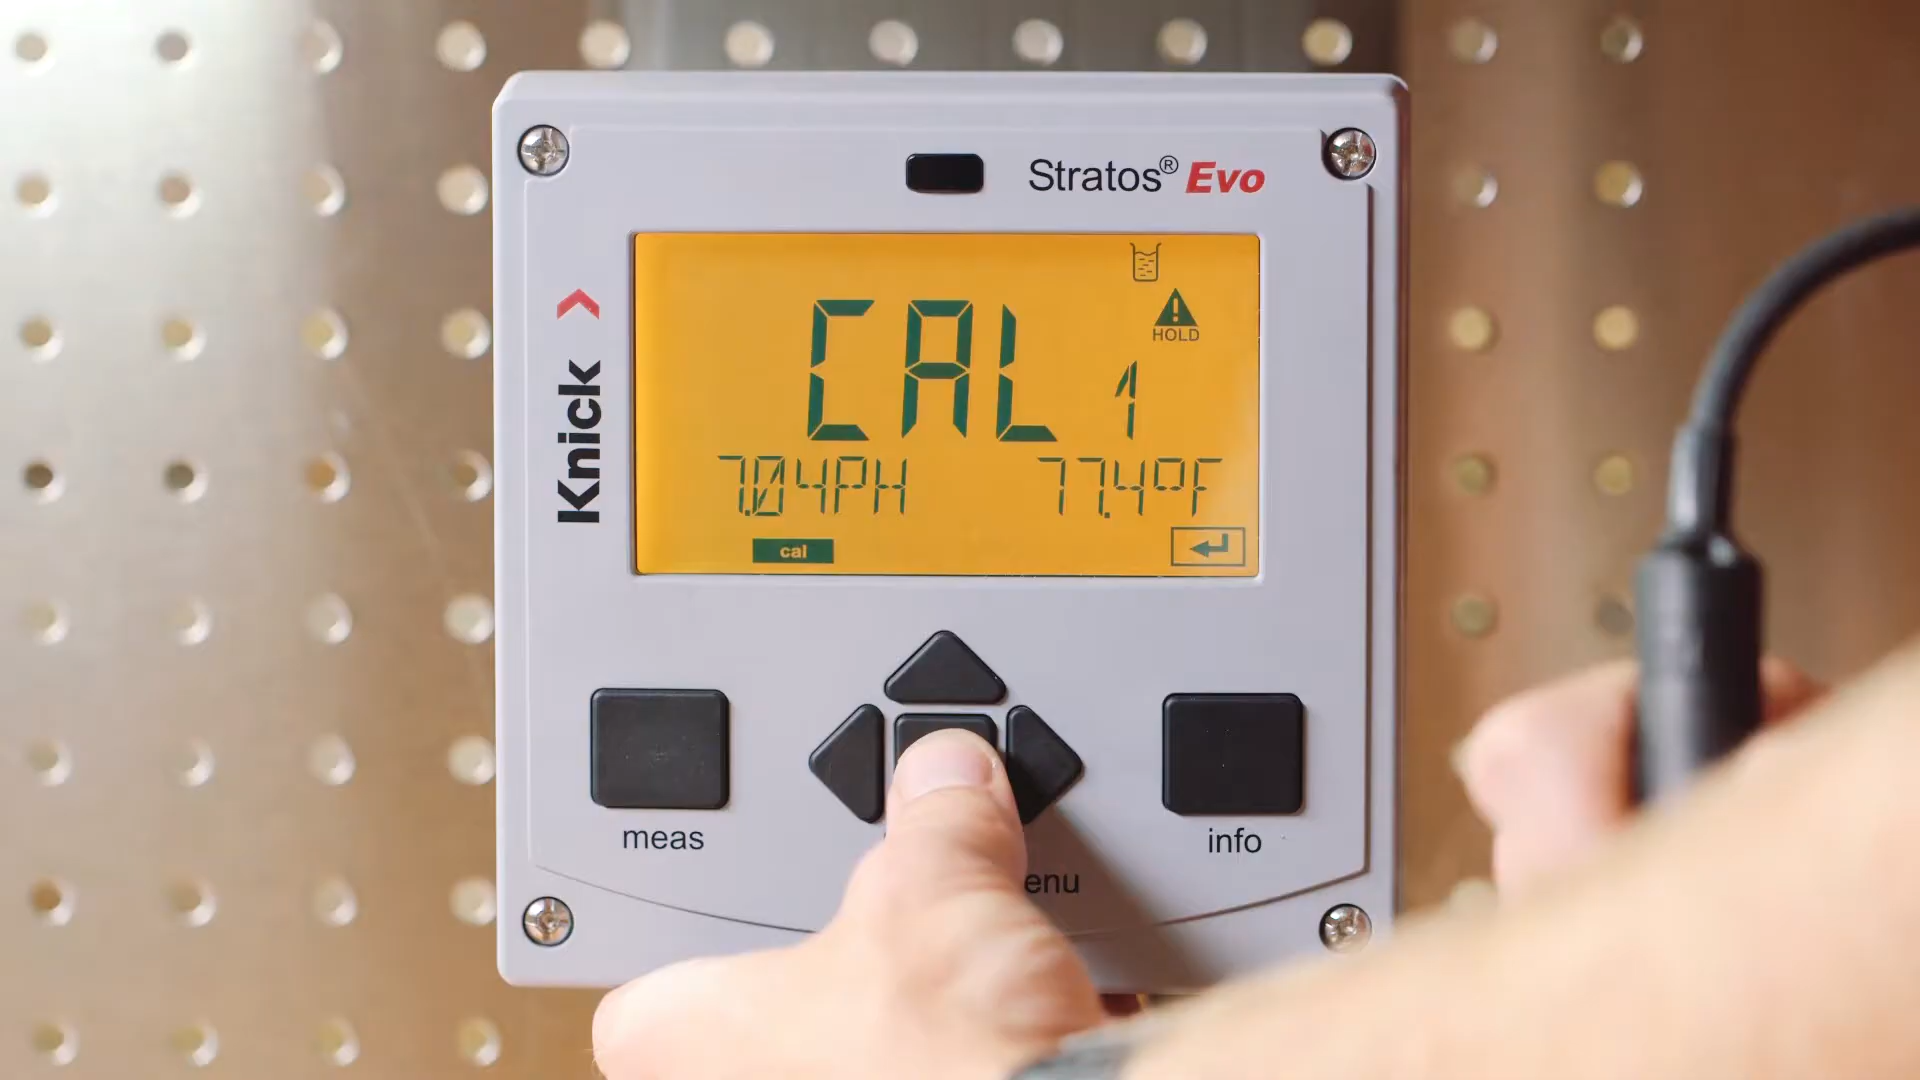 Stratos® Evo
Knick
HOLD
CAL 1
7.04PH 77.4°F
cal
meas
enu
info